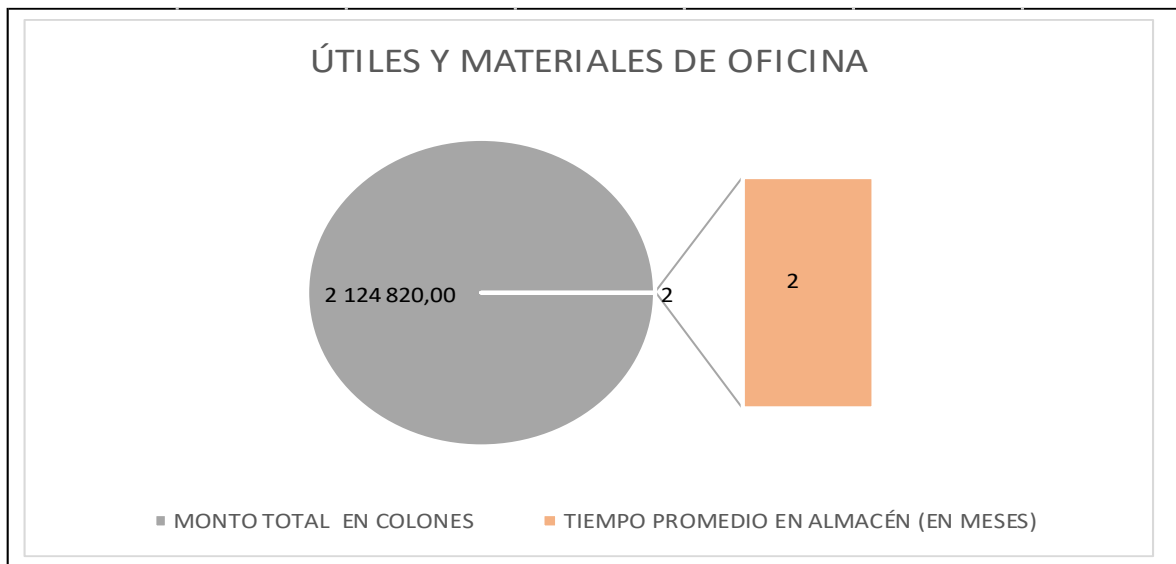 ÚTILES Y MATERIALES DE OFICINA
2 124 820,00
2
2
MONTO TOTAL EN COLONES
TIEMPO PROMEDIO EN ALMACÉN (EN MESES)